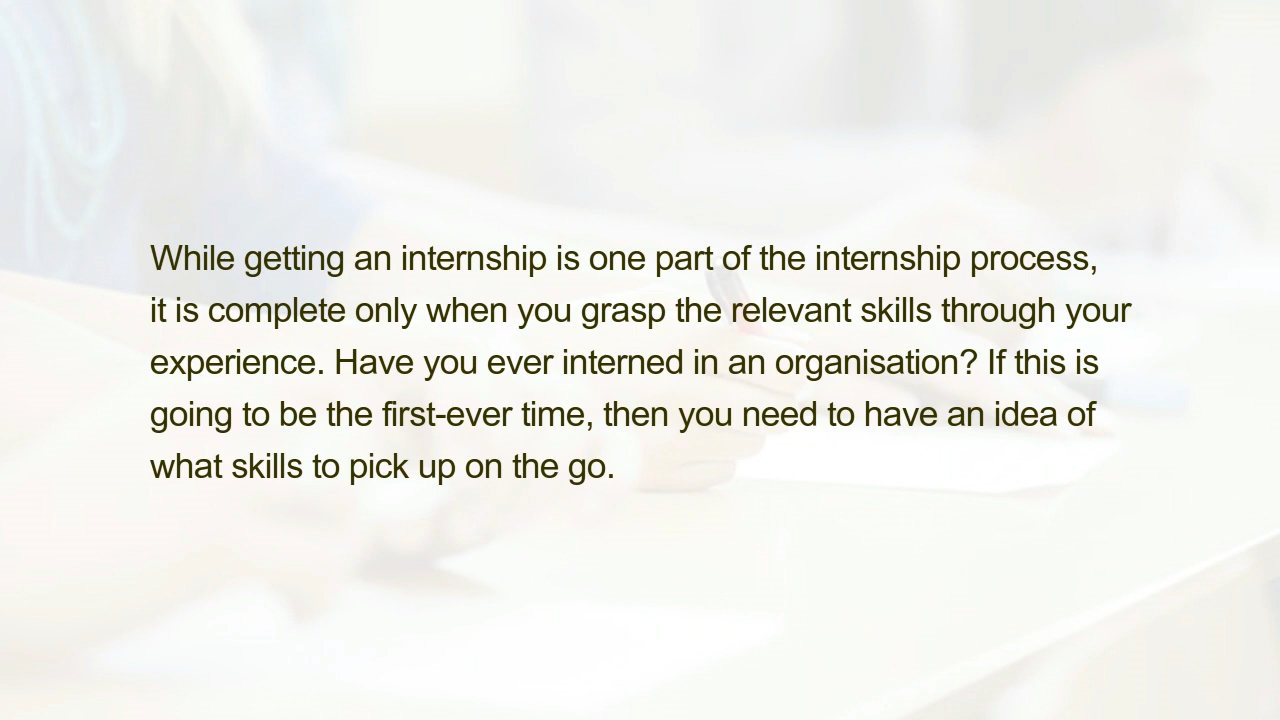 While getting an internship is one part of the internship process,
it is complete only when you grasp the relevant skills through your
experience. Have you ever interned in an organisation? If this is
going to be the first-ever time, then you need to have an idea of
what skills to pick up on the go.